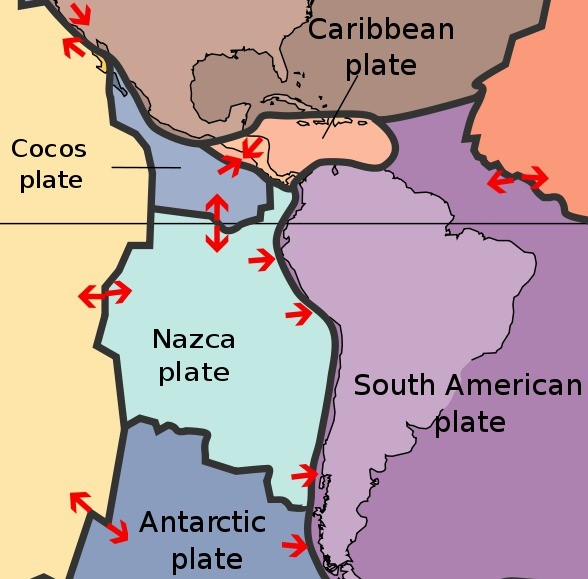 Caribbean
plate
Cocos
plate
Nazca
plate
South American
plate
Antarctic
plate